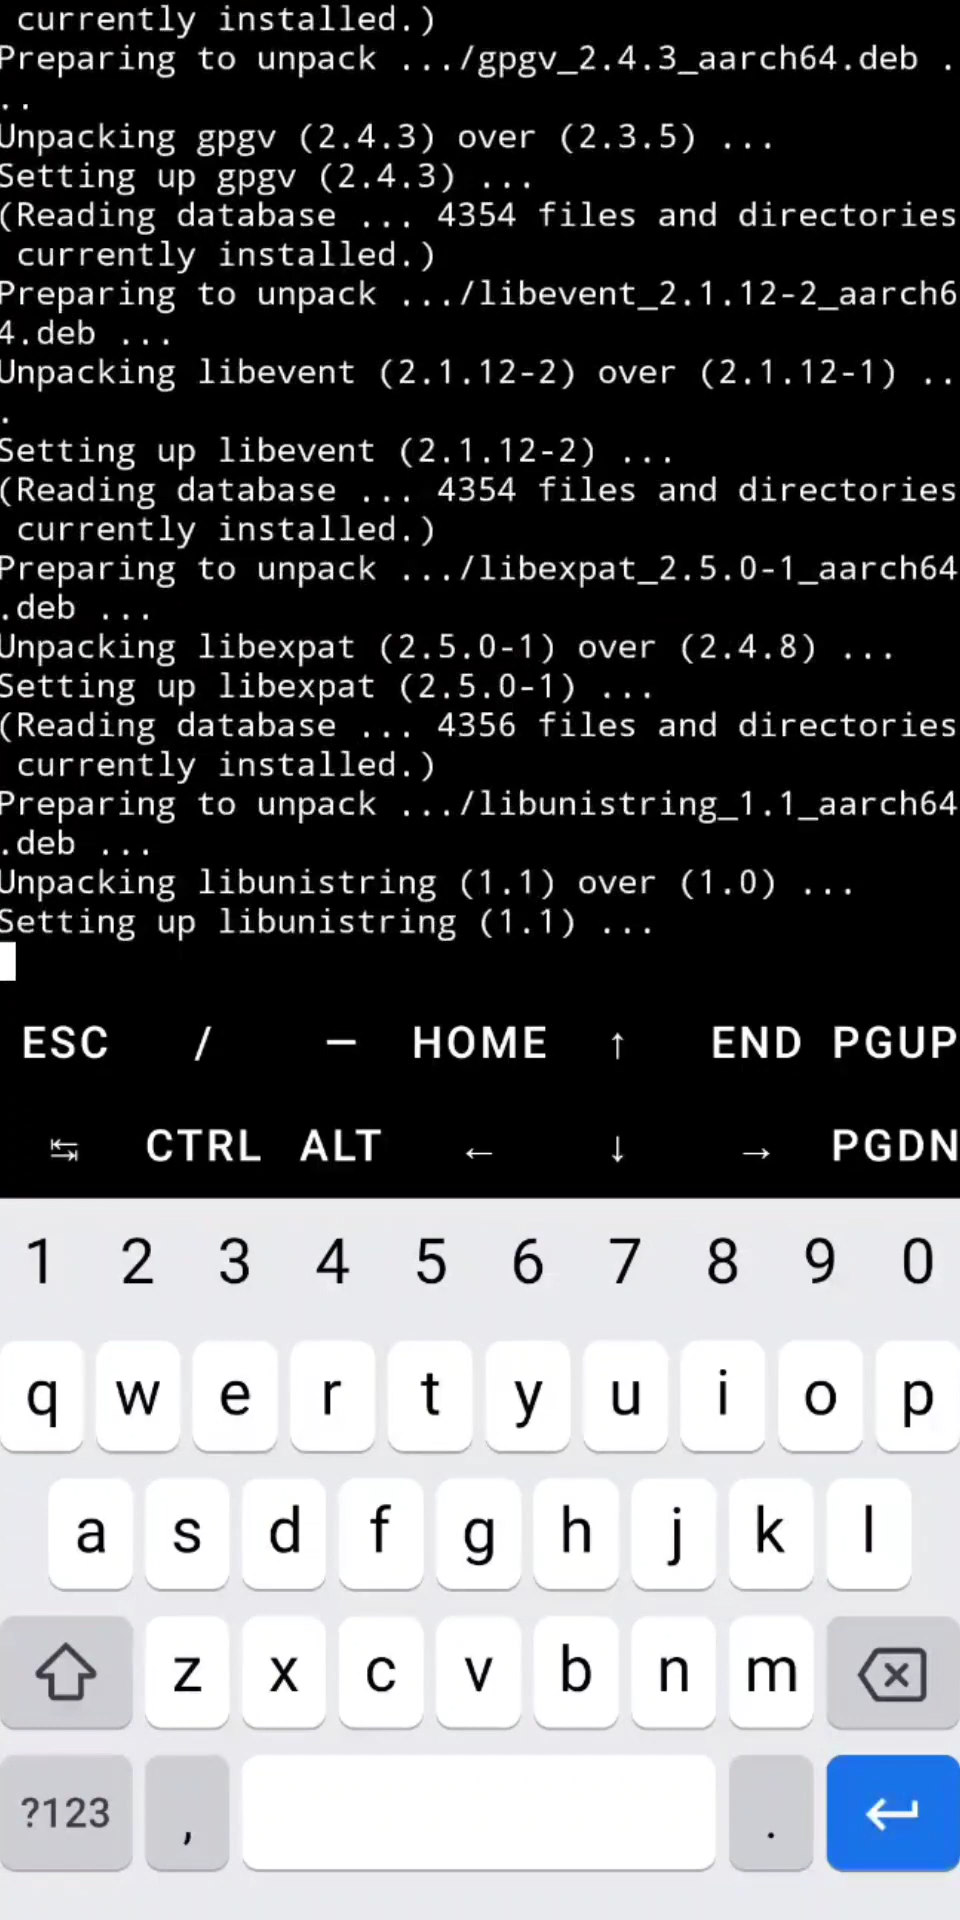 currently installed.)
Preparing to unpack .../gpgv_2.4.3_aarch64.deb .
..
Unpacking gpgv (2.4.3) over (2.3.5) ...
Setting up gpgv (2.4.3) ...
(Reading database ... 4354 files and directories
currently installed.)
Preparing to unpack .../libevent_2.1.12-2_aarch6
4.deb ...
Unpacking libevent (2.1.12-2) over (2.1.12-1) ..
.
Setting up libevent (2.1.12-2) ...
(Reading database ... 4354 files and directories
currently installed.)
Preparing to unpack .../libexpat_2.5.0-1_aarch64
.deb ...
Unpacking libexpat (2.5.0-1) over (2.4.8) ...
Setting up libexpat (2.5.0-1) ...
(Reading database ... 4356 files and directories
currently installed.)
Preparing to unpack .../libunistring_1.1_aarch64
.deb ...
Unpacking libunistring (1.1) over (1.0) ...
Setting up libunistring (1.1) ...
ESC / — HOME ↑ END PGUP
↹ CTRL ALT ← ↓ → PGDN
1 2 3 4 5 6 7 8 9 0
q w e r t y u i o p
a s d f g h j k l
z x c v b n m
?123 , .